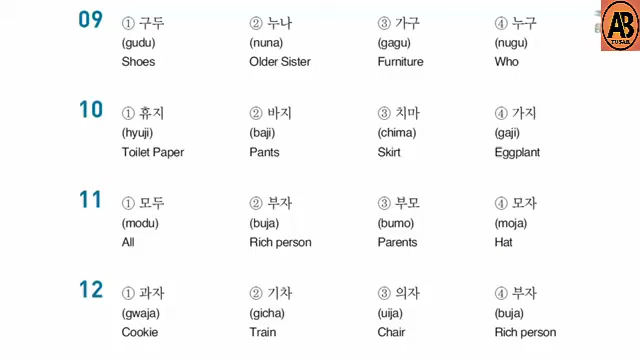 09 ① 구두 ② 누나 ③ 가구 ④ 누구
(gudu) (nuna) (gagu) (nugu)
Shoes Older Sister Furniture Who
10 ① 휴지 ② 바지 ③ 치마 ④ 가지
(hyuji) (baji) (chima) (gaji)
Toilet Paper Pants Skirt Eggplant
11 ① 모두 ② 부자 ③ 부모 ④ 모자
(modu) (buja) (bumo) (moja)
All Rich person Parents Hat
12 ① 과자 ② 기차 ③ 의자 ④ 부자
(gwaja) (gicha) (uija) (buja)
Cookie Train Chair Rich person
AB
TUSAR